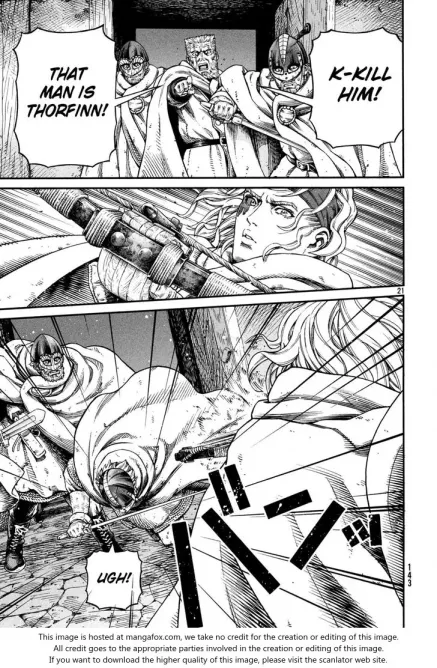 K-KILL
HIM!
THAT
MAN IS
THORFINN!
21
バンッ
UGH!
143
This image is hosted at mangafox.com, we take no credit for the creation or editing of this image.
All credit goes to the appropriate parties involved in the creation or editing of this image.
If you want to download the higher quality of this image, please visit the scanlator web site.